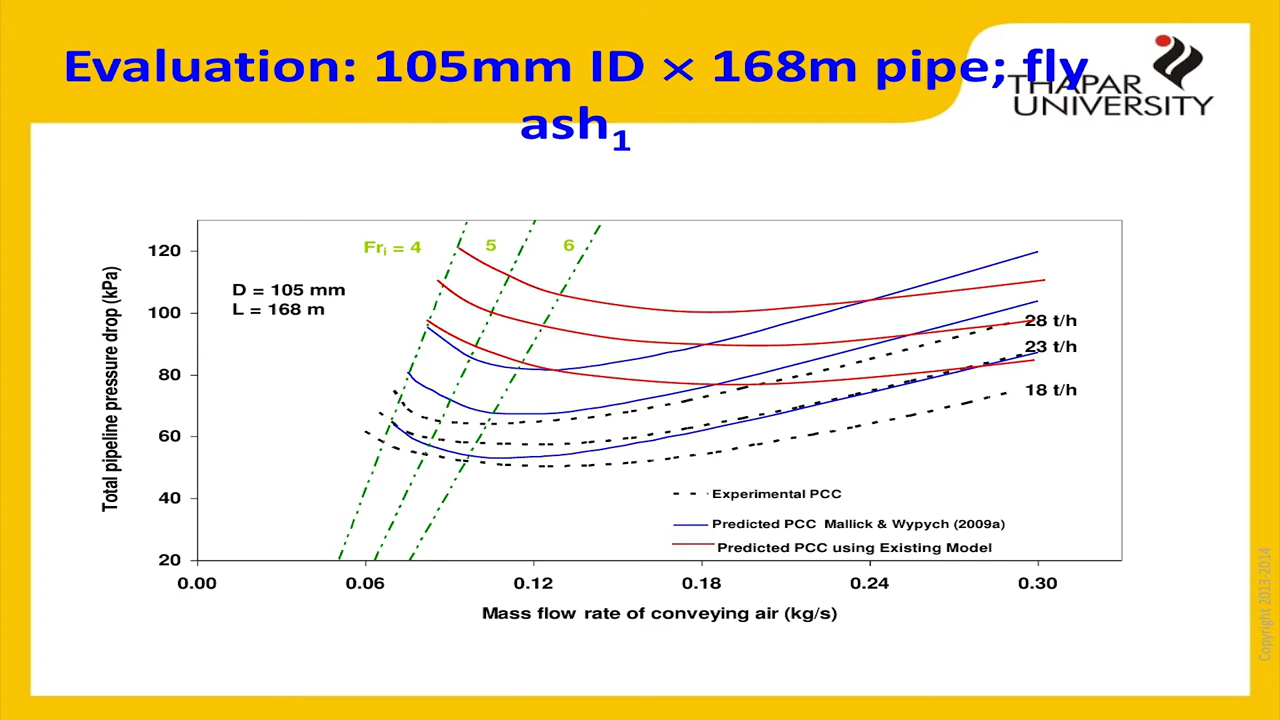 Evaluation: 105mm ID × 168m pipe; fly
ash1
THAPAR
UNIVERSITY
Total pipeline pressure drop (kPa)
120
100
80
60
40
20
Fri = 4
5
6
D = 105 mm
L = 168 m
28 t/h
23 t/h
18 t/h
Experimental PCC
Predicted PCC Mallick & Wypych (2009a)
Predicted PCC using Existing Model
0.00
0.06
0.12
0.18
0.24
0.30
Mass flow rate of conveying air (kg/s)
Copyright 2013-2014